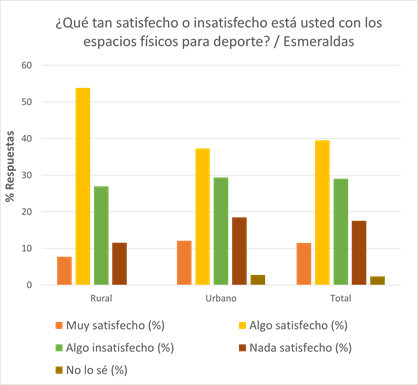 ¿Qué tan satisfecho o insatisfecho está usted con los
espacios físicos para deporte? / Esmeraldas
60
50
40
30
20
10
0
% Respuestas
Rural
Urbano
Total
Muy satisfecho (%)
Algo satisfecho (%)
Algo insatisfecho (%)
Nada satisfecho (%)
No lo sé (%)